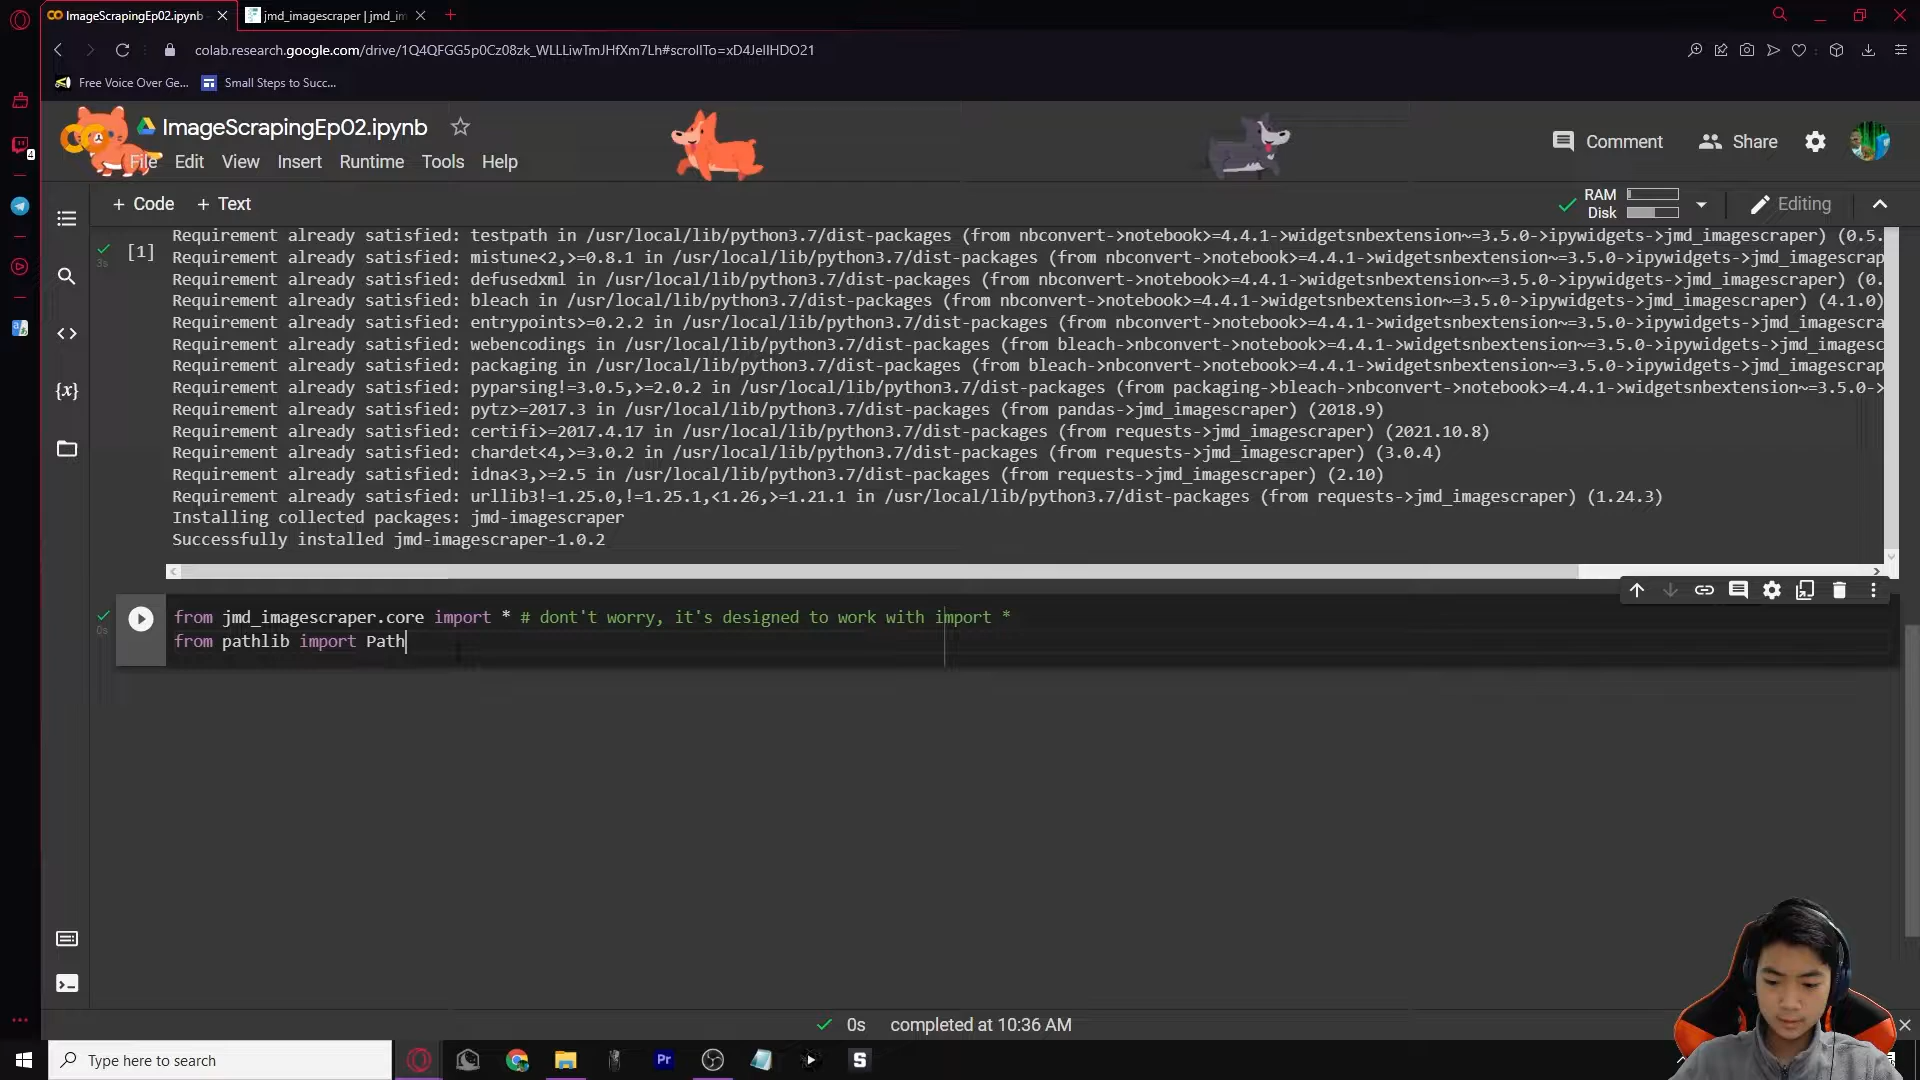 ImageScrapingEp02.ipynb
jmd_imagescraper | jmd_in
colab.research.google.com/drive/1Q4QFGG5p0Cz08zk_WLLLiwTmJHfXm7Lh#scrollTo=xD4JeIIHDO21
Free Voice Over Ge...
Small Steps to Succ...
ImageScrapingEp02.ipynb
Comment
Share
File Edit View Insert Runtime Tools Help
+ Code + Text
RAM
Disk
Editing
4
[1]
3s
Requirement already satisfied: testpath in /usr/local/lib/python3.7/dist-packages (from nbconvert->notebook>=4.4.1->widgetsnbextension~=3.5.0->ipywidgets->jmd_imagescraper) (0.5.
Requirement already satisfied: mistune<2,>=0.8.1 in /usr/local/lib/python3.7/dist-packages (from nbconvert->notebook>=4.4.1->widgetsnbextension~=3.5.0->ipywidgets->jmd_imagescrap
Requirement already satisfied: defusedxml in /usr/local/lib/python3.7/dist-packages (from nbconvert->notebook>=4.4.1->widgetsnbextension~=3.5.0->ipywidgets->jmd_imagescraper) (0.
Requirement already satisfied: bleach in /usr/local/lib/python3.7/dist-packages (from nbconvert->notebook>=4.4.1->widgetsnbextension~=3.5.0->ipywidgets->jmd_imagescraper) (4.1.0)
Requirement already satisfied: entrypoints>=0.2.2 in /usr/local/lib/python3.7/dist-packages (from nbconvert->notebook>=4.4.1->widgetsnbextension~=3.5.0->ipywidgets->jmd_imagescra
Requirement already satisfied: webencodings in /usr/local/lib/python3.7/dist-packages (from bleach->nbconvert->notebook>=4.4.1->widgetsnbextension~=3.5.0->ipywidgets->jmd_imagesc
Requirement already satisfied: packaging in /usr/local/lib/python3.7/dist-packages (from bleach->nbconvert->notebook>=4.4.1->widgetsnbextension~=3.5.0->ipywidgets->jmd_imagescrap
Requirement already satisfied: pyparsing!=3.0.5,>=2.0.2 in /usr/local/lib/python3.7/dist-packages (from packaging->bleach->nbconvert->notebook>=4.4.1->widgetsnbextension~=3.5.0->
Requirement already satisfied: pytz>=2017.3 in /usr/local/lib/python3.7/dist-packages (from pandas->jmd_imagescraper) (2018.9)
Requirement already satisfied: certifi>=2017.4.17 in /usr/local/lib/python3.7/dist-packages (from requests->jmd_imagescraper) (2021.10.8)
Requirement already satisfied: chardet<4,>=3.0.2 in /usr/local/lib/python3.7/dist-packages (from requests->jmd_imagescraper) (3.0.4)
Requirement already satisfied: idna<3,>=2.5 in /usr/local/lib/python3.7/dist-packages (from requests->jmd_imagescraper) (2.10)
Requirement already satisfied: urllib3!=1.25.0,!=1.25.1,<1.26,>=1.21.1 in /usr/local/lib/python3.7/dist-packages (from requests->jmd_imagescraper) (1.24.3)
Installing collected packages: jmd-imagescraper
Successfully installed jmd-imagescraper-1.0.2
0s
from jmd_imagescraper.core import * # dont't worry, it's designed to work with import *
from pathlib import Path
0s completed at 10:36 AM
Type here to search
Pr
S